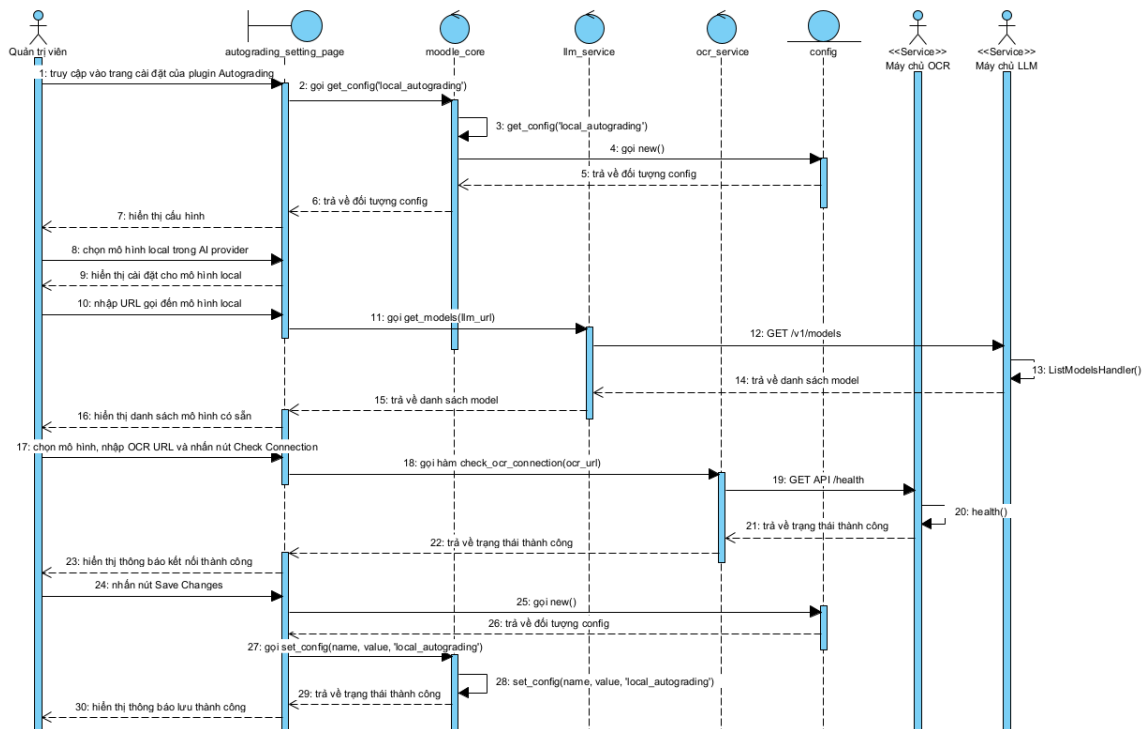 Quản trị viên
autograding_setting_page
moodle_core
llm_service
ocr_service
config
<<Service>>
Máy chủ OCR
<<Service>>
Máy chủ LLM
1: truy cập vào trang cài đặt của plugin Autograding
2: gọi get_config('local_autograding')
3: get_config('local_autograding')
4: gọi new()
5: trả về đối tượng config
6: trả về đối tượng config
7: hiển thị cấu hình
8: chọn mô hình local trong AI provider
9: hiển thị cài đặt cho mô hình local
10: nhập URL gọi đến mô hình local
11: gọi get_models(llm_url)
12: GET /v1/models
13: ListModelsHandler()
14: trả về danh sách model
15: trả về danh sách model
16: hiển thị danh sách mô hình có sẵn
17: chọn mô hình, nhập OCR URL và nhấn nút Check Connection
18: gọi hàm check_ocr_connection(ocr_url)
19: GET API /health
20: health()
21: trả về trạng thái thành công
22: trả về trạng thái thành công
23: hiển thị thông báo kết nối thành công
24: nhấn nút Save Changes
25: gọi new()
26: trả về đối tượng config
27: gọi set_config(name, value, 'local_autograding')
28: set_config(name, value, 'local_autograding')
29: trả về trạng thái thành công
30: hiển thị thông báo lưu thành công